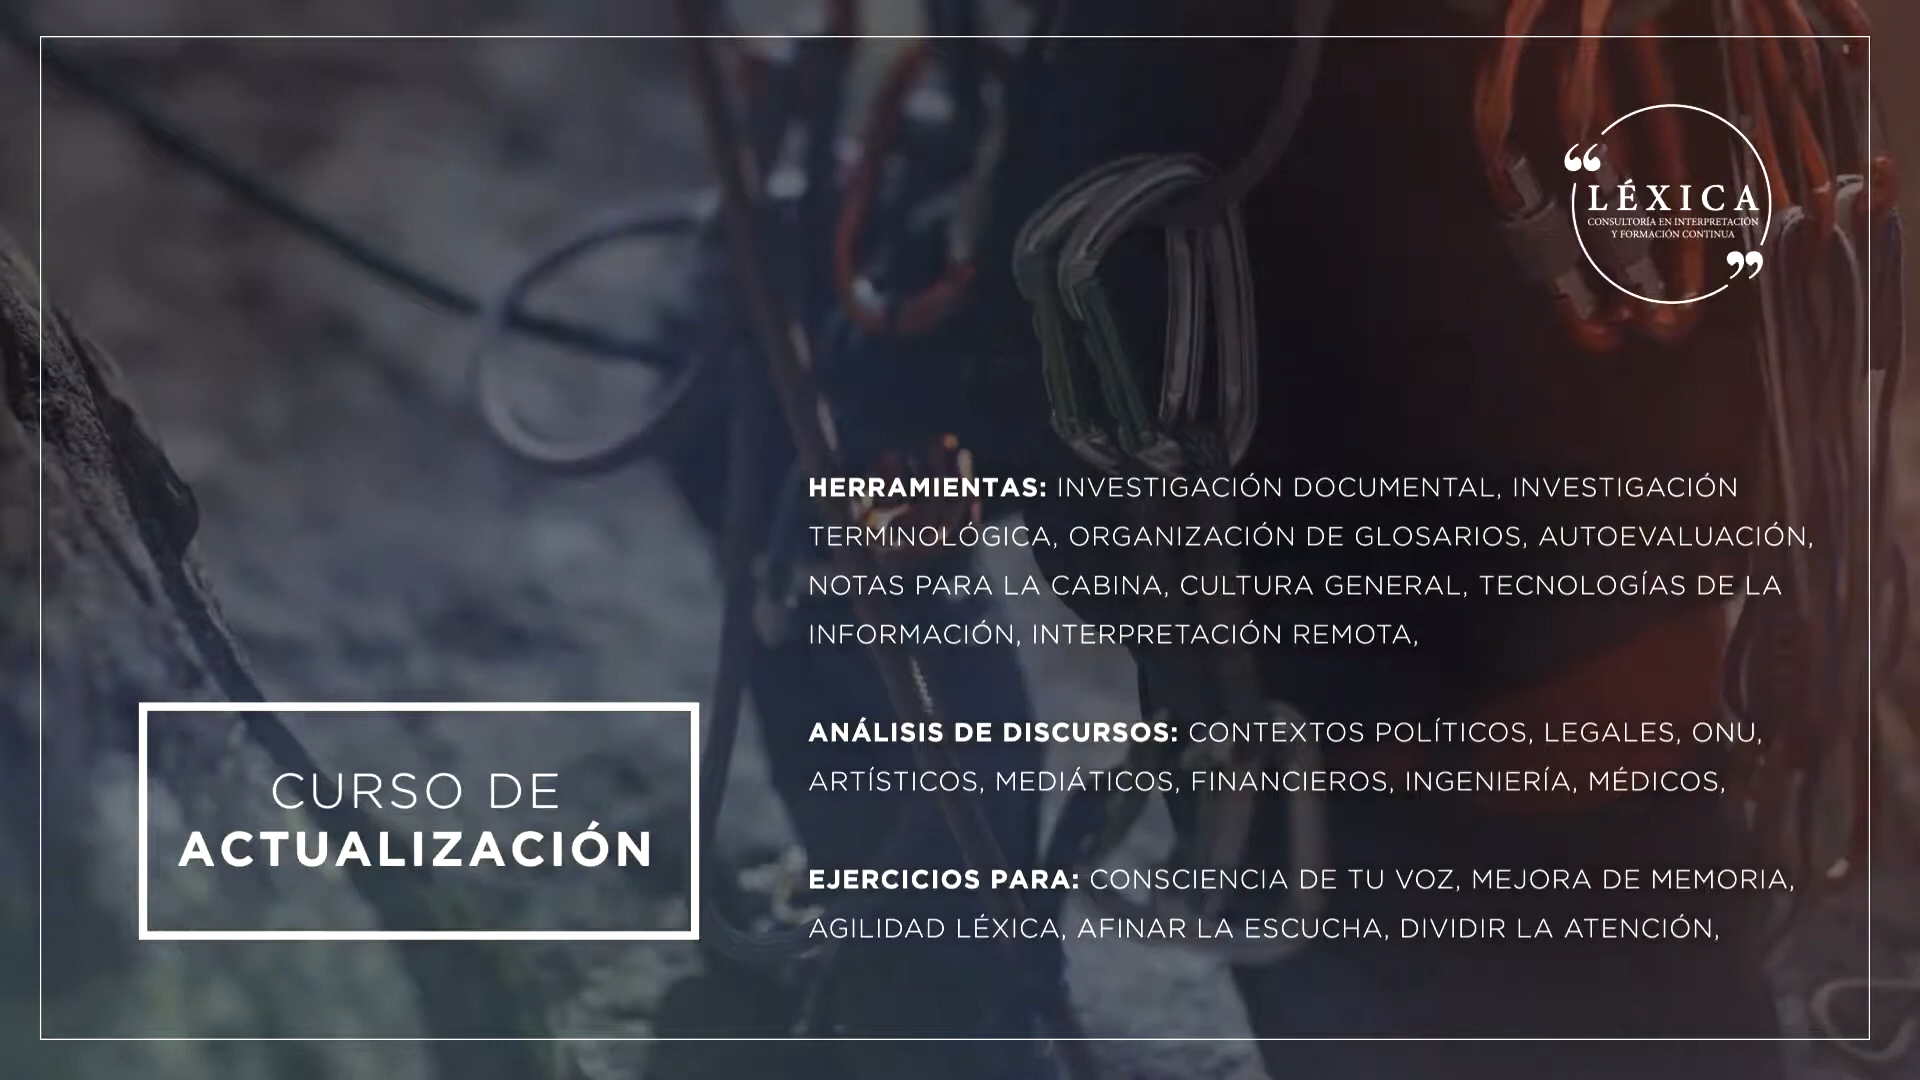 “LÉXICA
CONSULTORÍA EN INTERPRETACIÓN
Y FORMACIÓN CONTINUA
”
HERRAMIENTAS: INVESTIGACIÓN DOCUMENTAL, INVESTIGACIÓN
TERMINOLÓGICA, ORGANIZACIÓN DE GLOSARIOS, AUTOEVALUACIÓN,
NOTAS PARA LA CABINA, CULTURA GENERAL, TECNOLOGÍAS DE LA
INFORMACIÓN, INTERPRETACIÓN REMOTA,
ANÁLISIS DE DISCURSOS: CONTEXTOS POLÍTICOS, LEGALES, ONU,
ARTÍSTICOS, MEDIÁTICOS, FINANCIEROS, INGENIERÍA, MÉDICOS,
EJERCICIOS PARA: CONSCIENCIA DE TU VOZ, MEJORA DE MEMORIA,
AGILIDAD LÉXICA, AFINAR LA ESCUCHA, DIVIDIR LA ATENCIÓN,
CURSO DE
ACTUALIZACIÓN